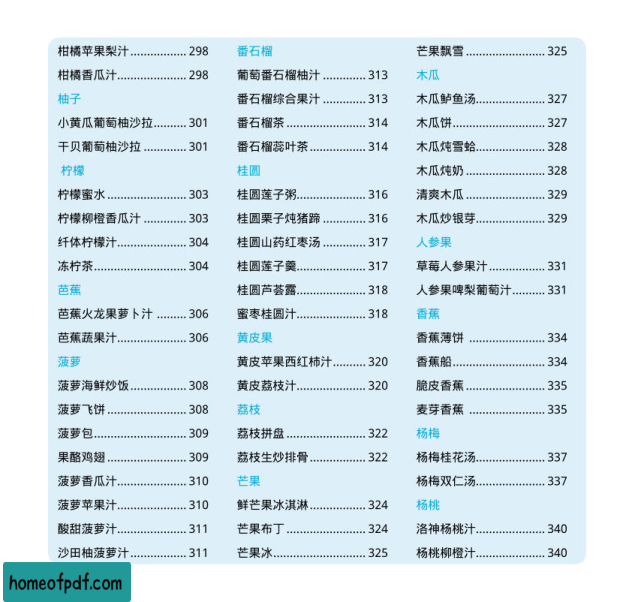 柑橘苹果梨汁................. 298
柑橘香瓜汁..................... 298
柚子
小黄瓜葡萄柚沙拉.......... 301
干贝葡萄柚沙拉 ............. 301
柠檬
柠檬蜜水 ........................ 303
柠檬柳橙香瓜汁 ............. 303
纤体柠檬汁..................... 304
冻柠茶............................ 304
芭蕉
芭蕉火龙果萝卜汁 ......... 306
芭蕉蔬果汁..................... 306
菠萝
菠萝海鲜炒饭................. 308
菠萝飞饼 ........................ 308
菠萝包............................ 309
果酪鸡翅 ........................ 309
菠萝香瓜汁..................... 310
菠萝苹果汁..................... 310
酸甜菠萝汁..................... 311
沙田柚菠萝汁................. 311
番石榴
葡萄番石榴柚汁 ............. 313
番石榴综合果汁 ............. 313
番石榴茶 ........................ 314
番石榴蕊叶茶................. 314
桂圆
桂圆莲子粥..................... 316
桂圆栗子炖猪蹄 ............. 316
桂圆山药红枣汤 ............. 317
桂圆莲子羹..................... 317
桂圆芦荟露..................... 318
蜜枣桂圆汁..................... 318
黄皮果
黄皮苹果西红柿汁.......... 320
黄皮荔枝汁..................... 320
荔枝
荔枝拼盘 ........................ 322
荔枝生炒排骨................. 322
芒果
鲜芒果冰淇淋................. 324
芒果布丁 ........................ 324
芒果冰............................ 325
芒果飘雪 ........................ 325
木瓜
木瓜鲈鱼汤..................... 327
木瓜饼............................ 327
木瓜炖雪蛤..................... 328
木瓜炖奶 ........................ 328
清爽木瓜 ........................ 329
木瓜炒银芽..................... 329
人参果
草莓人参果汁................. 331
人参果啤梨葡萄汁.......... 331
香蕉
香蕉薄饼 ....................... 334
香蕉船............................ 334
脆皮香蕉 ........................ 335
麦芽香蕉 ....................... 335
杨梅
杨梅桂花汤..................... 337
杨梅双仁汤..................... 337
杨桃
洛神杨桃汁..................... 340
杨桃柳橙汁..................... 340
homeofpdf.com